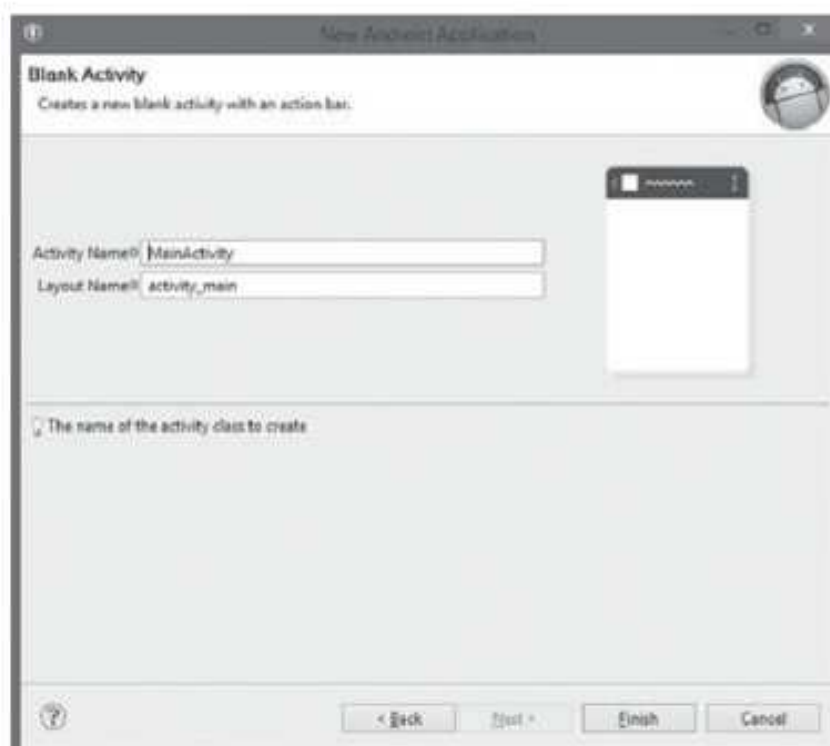 New Android Application
Blank Activity
Creates a new blank activity with an action bar.
Activity Name MainActivity
Layout Name activity_main
The name of the activity class to create
< Back
Next >
Finish
Cancel